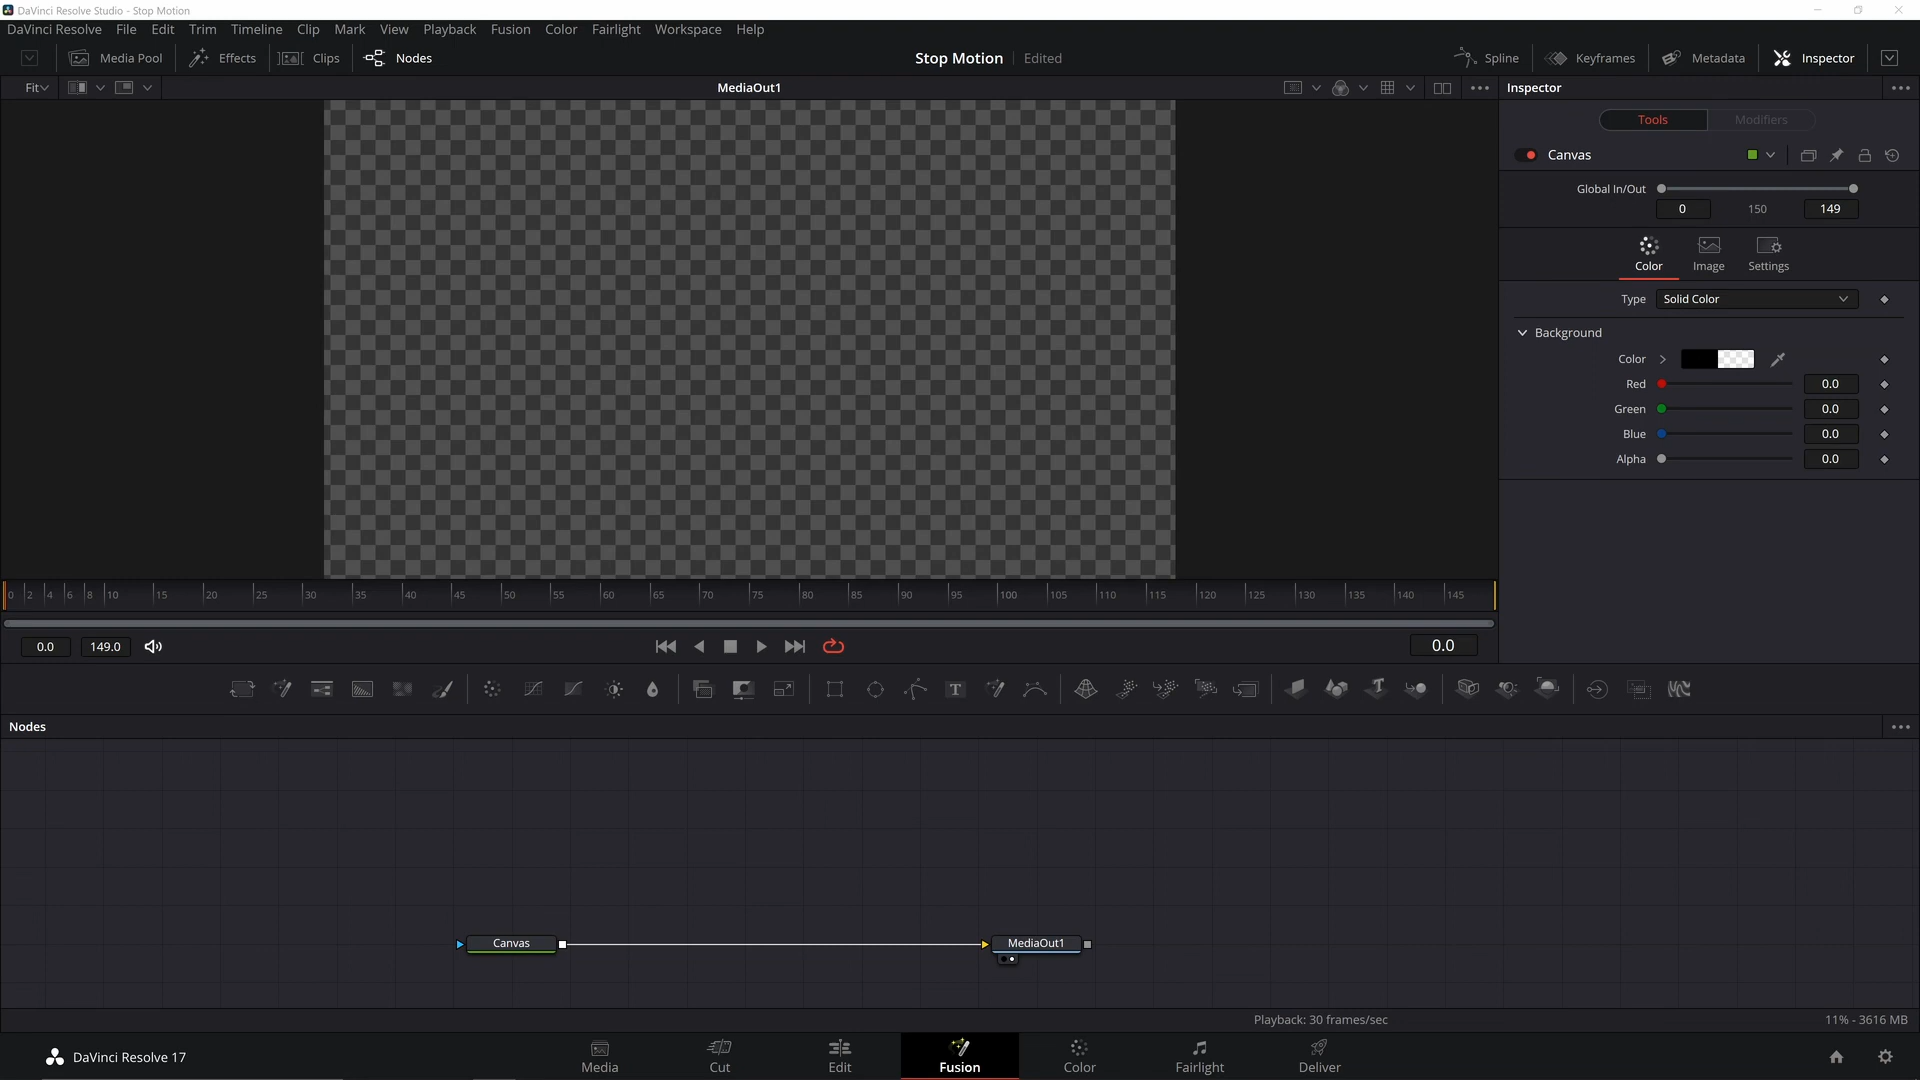 DaVinci Resolve Studio - Stop Motion
DaVinci Resolve File Edit Trim Timeline Clip Mark View Playback Fusion Color Fairlight Workspace Help
Media Pool Effects Clips Nodes Stop Motion Edited Spline Keyframes Metadata Inspector
Fit MediaOut1 Inspector
Tools Modifiers
Canvas
Global In/Out
0 150 149
Color Image Settings
Type Solid Color
Background
Color
Red 0.0
Green 0.0
Blue 0.0
Alpha 0.0
0 2 4 6 8 10 15 20 25 30 35 40 45 50 55 60 65 70 75 80 85 90 95 100 105 110 115 120 125 130 135 140 145
0.0 149.0 0.0
T T
Nodes
Canvas MediaOut1
Playback: 30 frames/sec 11% - 3616 MB
DaVinci Resolve 17 Media Cut Edit Fusion Color Fairlight Deliver